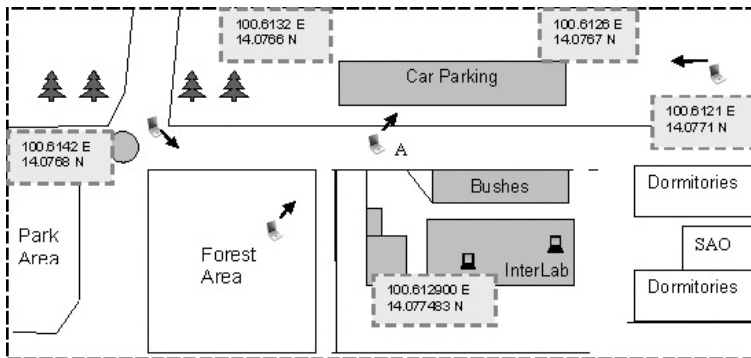 100.6132 E
14.0766 N
100.6126 E
14.0767 N
Car Parking
100.6121 E
14.0771 N
100.6142 E
14.0768 N
A
Bushes
Dormitories
Park
Area
Forest
Area
InterLab
SAO
100.612900 E
14.077483 N
Dormitories